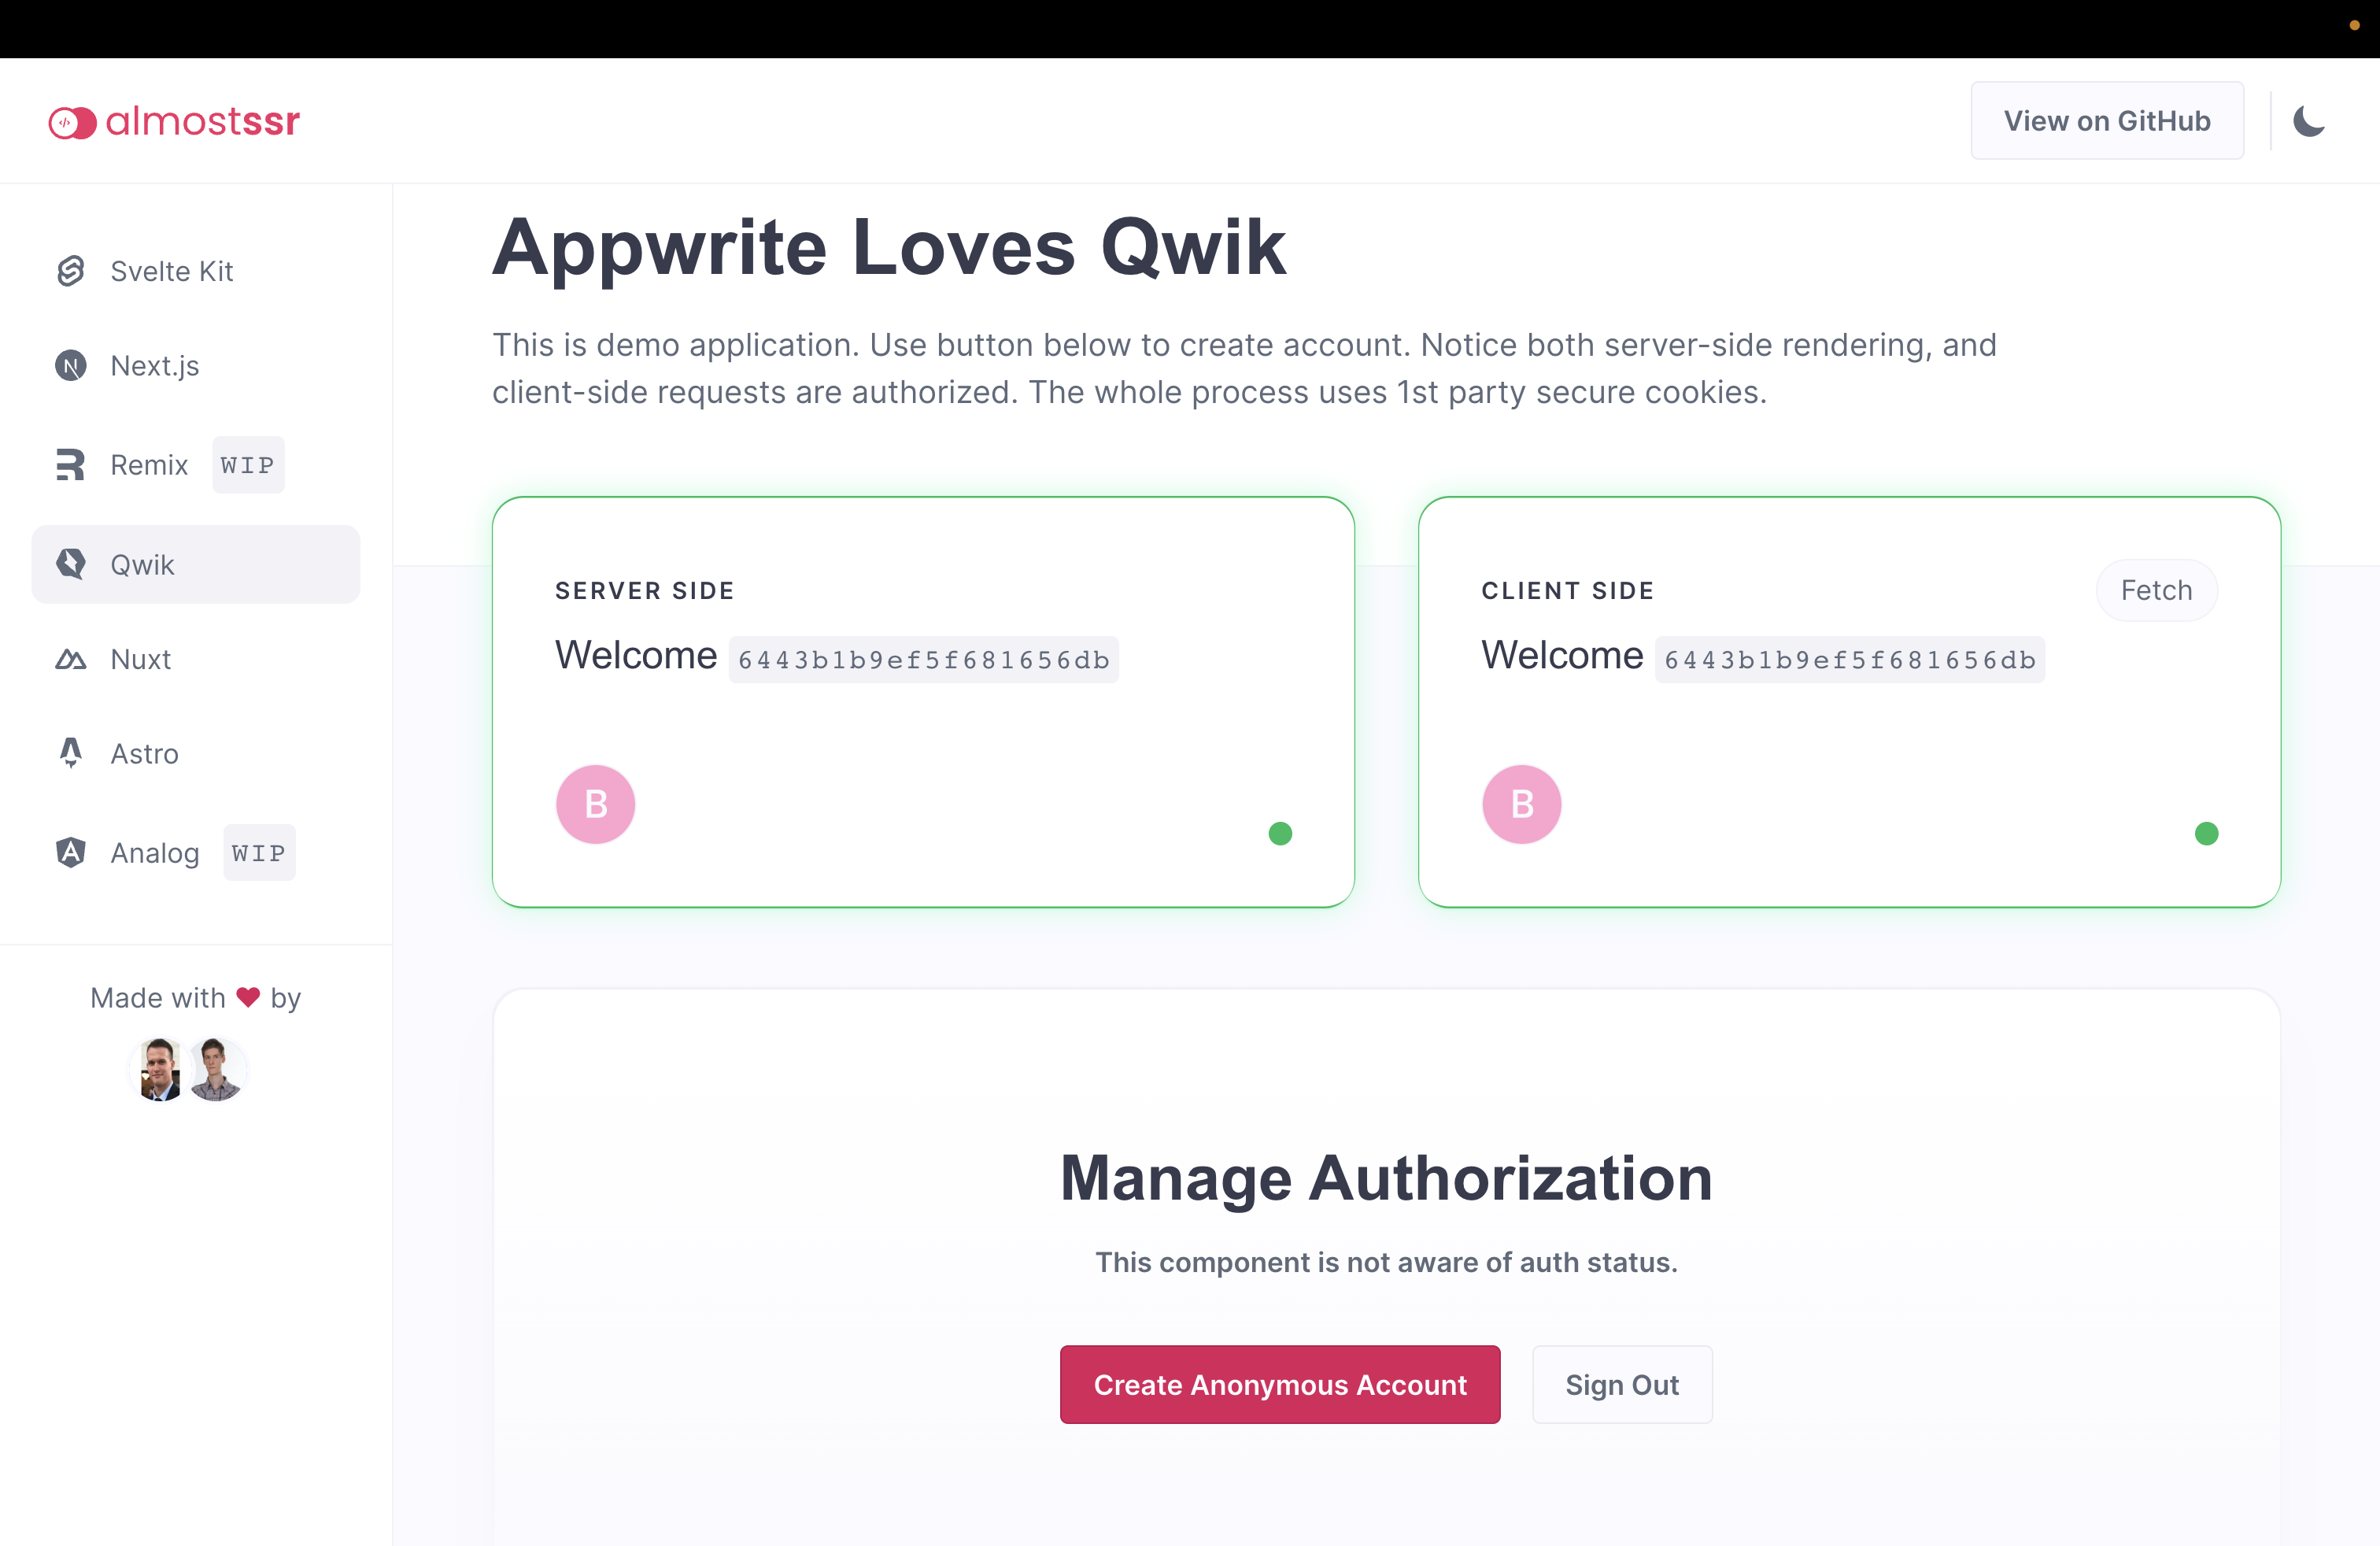 almostssr
View on GitHub
Svelte Kit
Next.js
Remix WIP
Qwik
Nuxt
Astro
Analog WIP
Made with ❤ by
Appwrite Loves Qwik
This is demo application. Use button below to create account. Notice both server-side rendering, and
client-side requests are authorized. The whole process uses 1st party secure cookies.
SERVER SIDE
Welcome 6443b1b9ef5f681656db
B
CLIENT SIDE
Fetch
Welcome 6443b1b9ef5f681656db
B
Manage Authorization
This component is not aware of auth status.
Create Anonymous Account
Sign Out